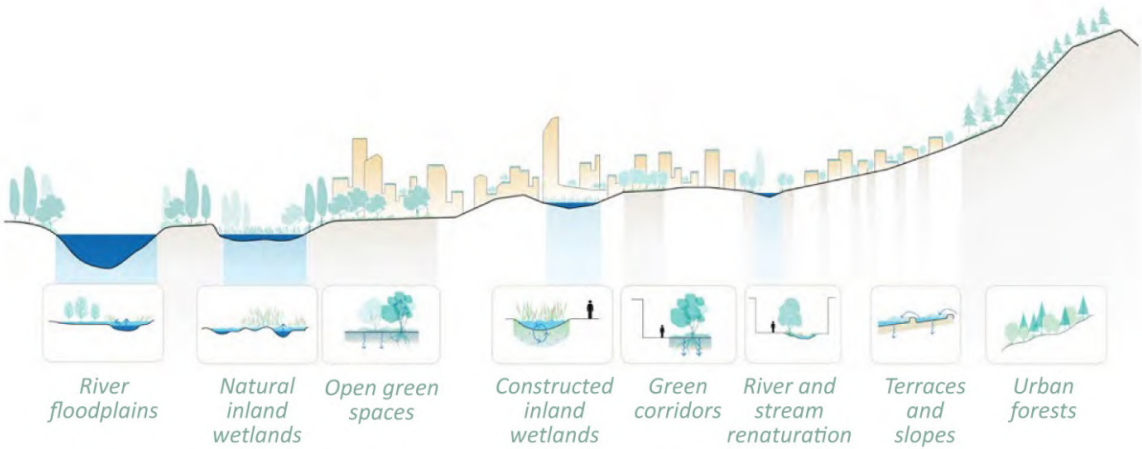 River
floodplains
Natural
inland
wetlands
Open green
spaces
Constructed
inland
wetlands
Green
corridors
River and
stream
renaturation
Terraces
and
slopes
Urban
forests